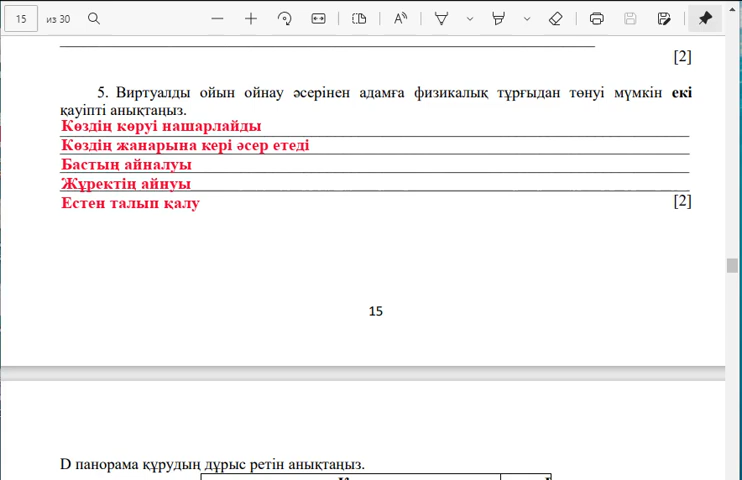 15 из 30
[2]
5. Виртуалды ойын ойнау әсерінен адамға физикалық тұрғыдан төнуі мүмкін екі
қауіпті анықтаңыз.
Көздің көруі нашарлайды
Көздің жанарына кері әсер етеді
Бастың айналуы
Жүректің айнуы
Естен талып қалу
[2]
15
D панорама құрудың дұрыс ретін анықтаңыз.